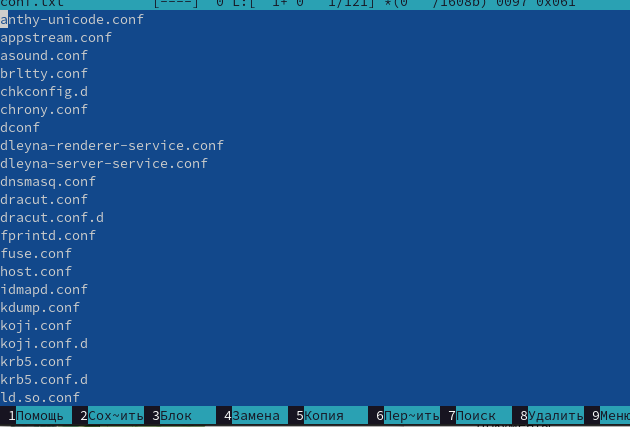 conf.txt [----] 0 L:[ 1+ 0 1/121] *(0 /1608b) 0097 0x061
anthy-unicode.conf
appstream.conf
asound.conf
brltty.conf
chkconfig.d
chrony.conf
dconf
dleyna-renderer-service.conf
dleyna-server-service.conf
dnsmasq.conf
dracut.conf
dracut.conf.d
fprintd.conf
fuse.conf
host.conf
idmapd.conf
kdump.conf
koji.conf
koji.conf.d
krb5.conf
krb5.conf.d
ld.so.conf
1Помощь 2Сох~ить 3Блок 4Замена 5Копия 6Пер~ить 7Поиск 8Удалить 9Меню